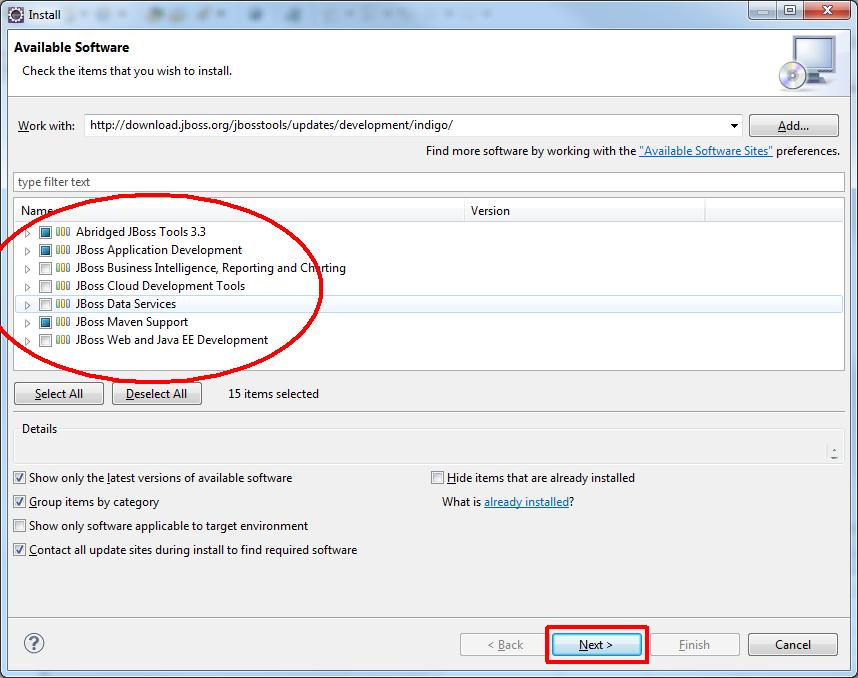 Install
Available Software
Check the items that you wish to install.
Work with: http://download.jboss.org/jbosstools/updates/development/indigo/ Add...
Find more software by working with the "Available Software Sites" preferences.
type filter text
Name Version
Abridged JBoss Tools 3.3
JBoss Application Development
JBoss Business Intelligence, Reporting and Charting
JBoss Cloud Development Tools
JBoss Data Services
JBoss Maven Support
JBoss Web and Java EE Development
Select All Deselect All 15 items selected
Details
Show only the latest versions of available software Hide items that are already installed
Group items by category What is already installed?
Show only software applicable to target environment
Contact all update sites during install to find required software
? < Back Next > Finish Cancel